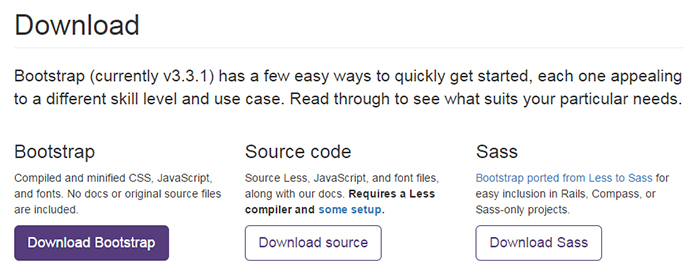 Download
Bootstrap (currently v3.3.1) has a few easy ways to quickly get started, each one appealing
to a different skill level and use case. Read through to see what suits your particular needs.
Bootstrap
Compiled and minified CSS, JavaScript,
and fonts. No docs or original source files
are included.
Download Bootstrap
Source code
Source Less, JavaScript, and font files,
along with our docs. Requires a Less
compiler and some setup.
Download source
Sass
Bootstrap ported from Less to Sass for
easy inclusion in Rails, Compass, or
Sass-only projects.
Download Sass